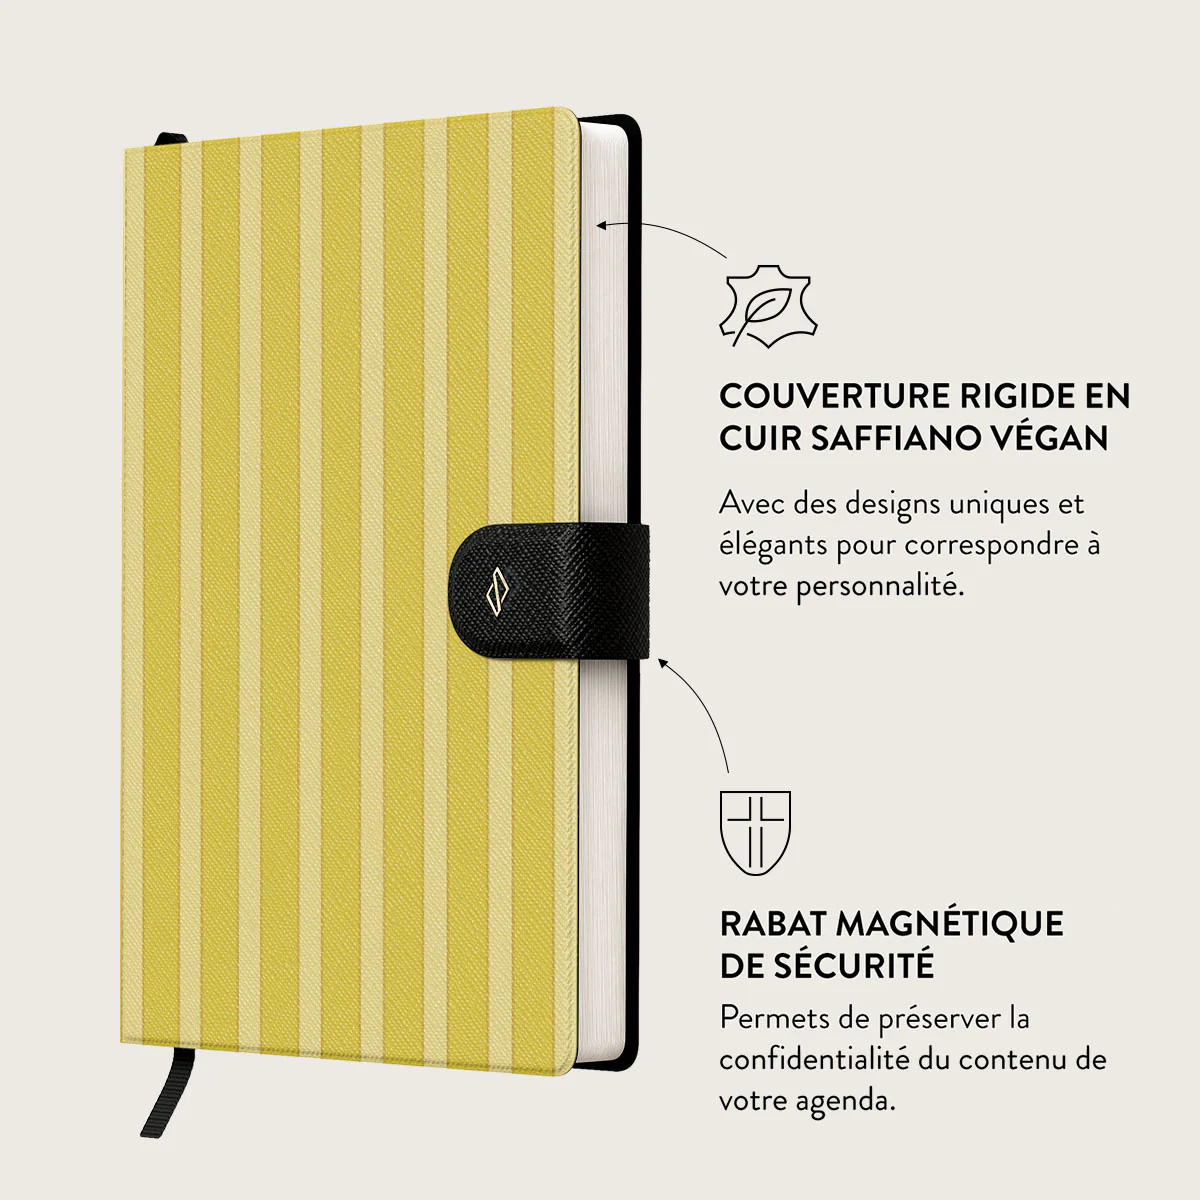 COUVERTURE RIGIDE EN
CUIR SAFFIANO VÉGAN
Avec des designs uniques et
élégants pour correspondre à
votre personnalité.
RABAT MAGNÉTIQUE
DE SÉCURITÉ
Permets de préserver la
confidentialité du contenu de
votre agenda.